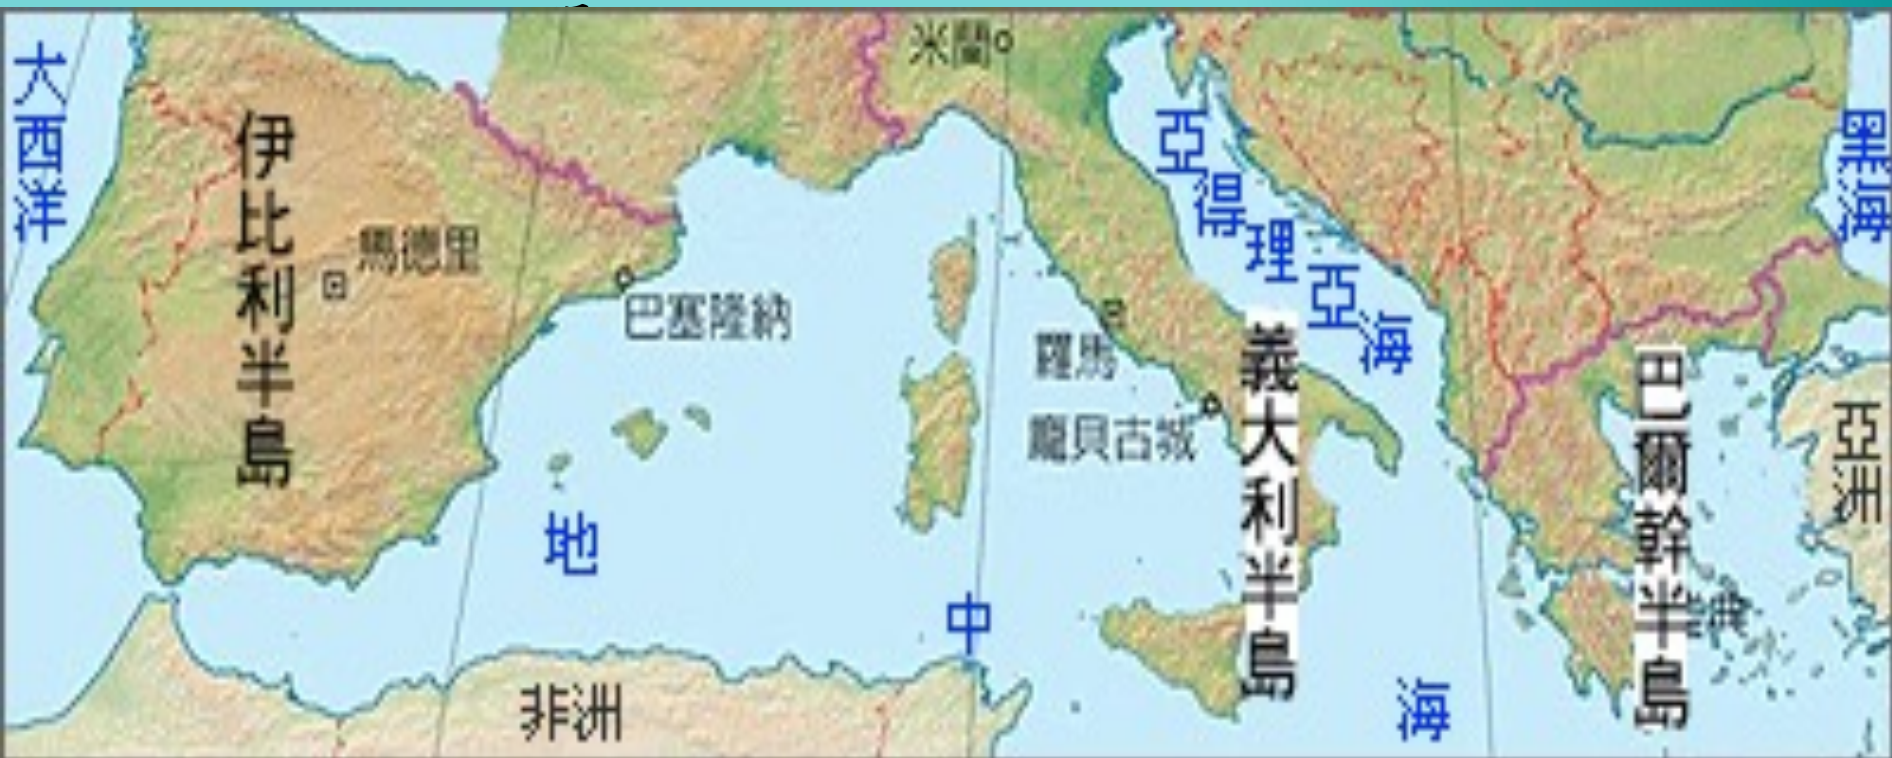 大西洋
伊比利半島
馬德里
巴塞隆納
米蘭
亞得理亞海
黑海
羅馬
龐貝古城
義大利半島
巴爾幹半島
亞洲
地中海
非洲